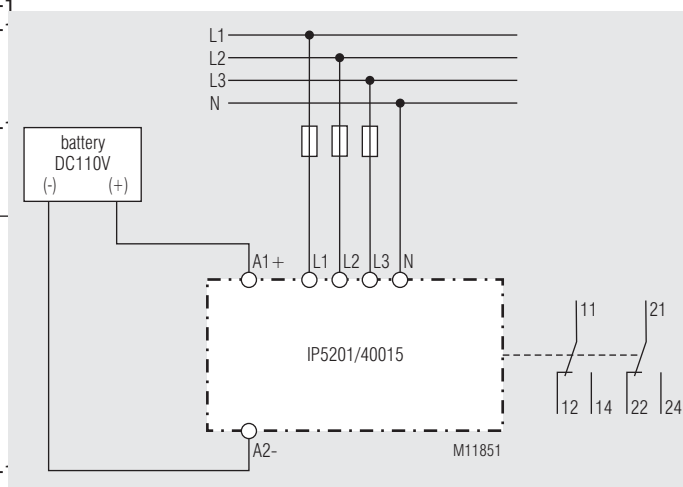 L1
L2
L3
N
battery
DC110V
(-) (+)
A1+ L1 L2 L3 N
IP5201/40015
11 21
12 14 22 24
A2-
M11851